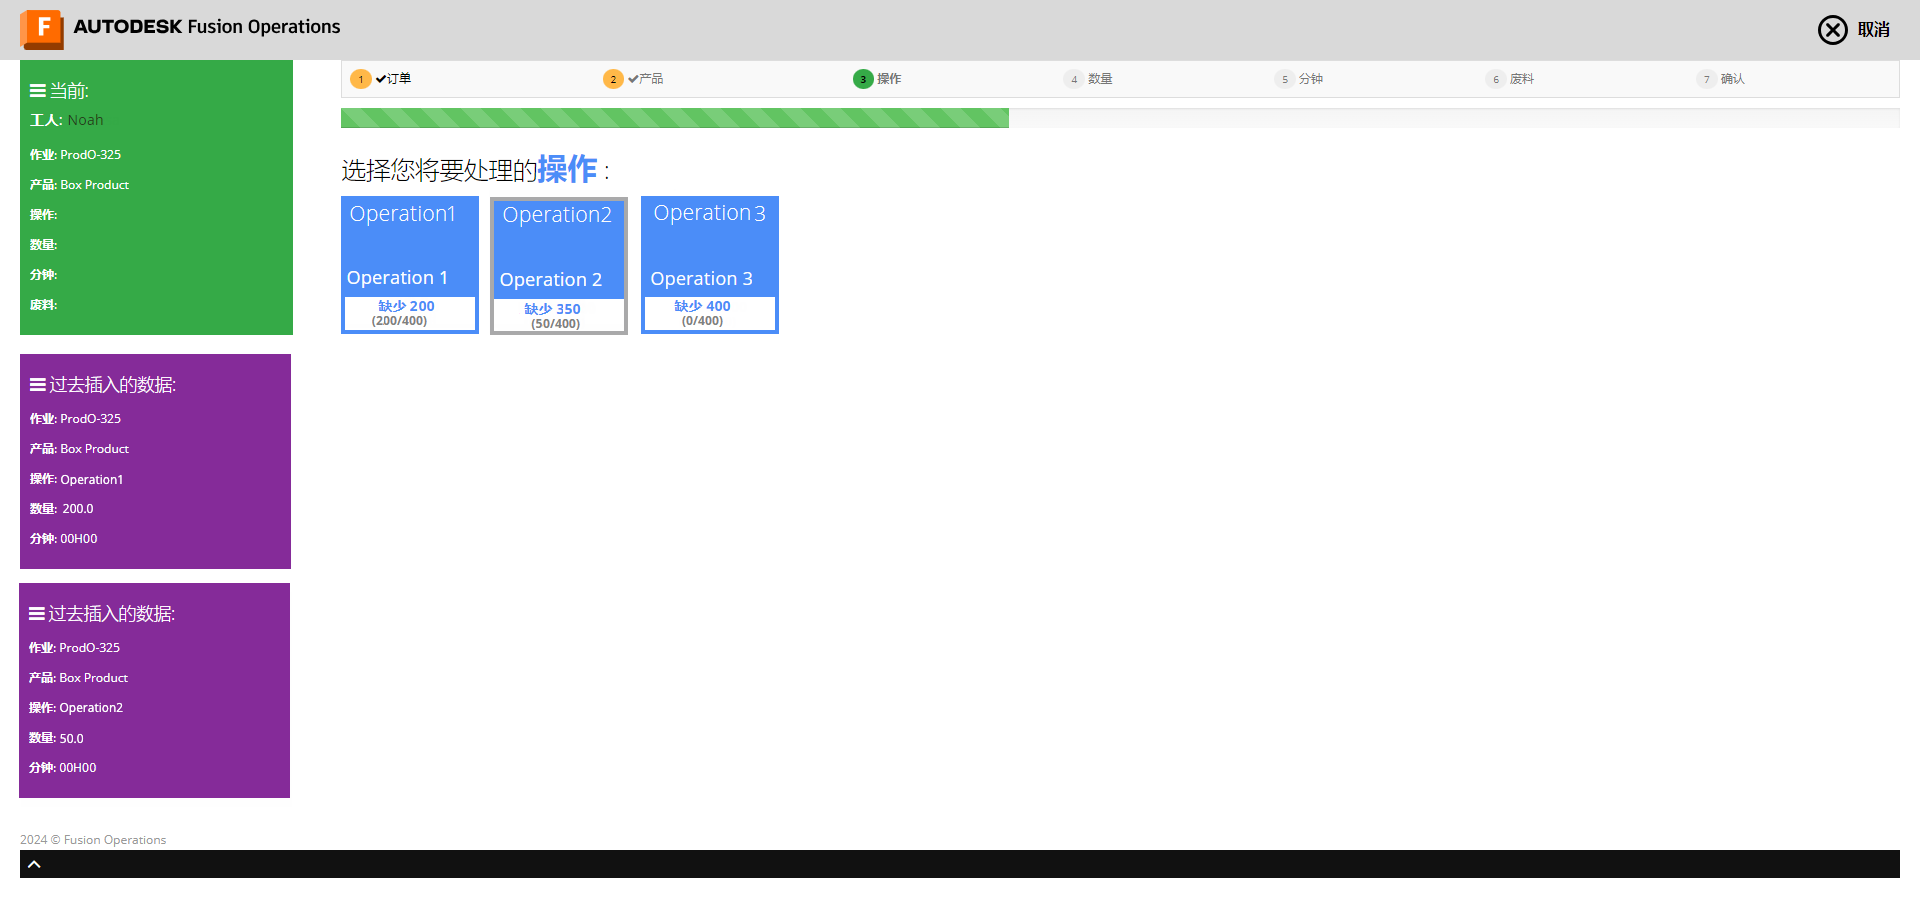 F AUTODESK Fusion Operations
取消
当前:
工人: Noah
作业: ProdO-325
产品: Box Product
操作:
数量:
分钟:
废料:
过去插入的数据:
作业: ProdO-325
产品: Box Product
操作: Operation1
数量: 200.0
分钟: 00H00
过去插入的数据:
作业: ProdO-325
产品: Box Product
操作: Operation2
数量: 50.0
分钟: 00H00
1 订单 2 产品 3 操作 4 数量 5 分钟 6 废料 7 确认
选择您将要处理的操作 :
Operation1
Operation 1
缺少 200
(200/400)
Operation2
Operation 2
缺少 350
(50/400)
Operation 3
Operation 3
缺少 400
(0/400)
2024 © Fusion Operations